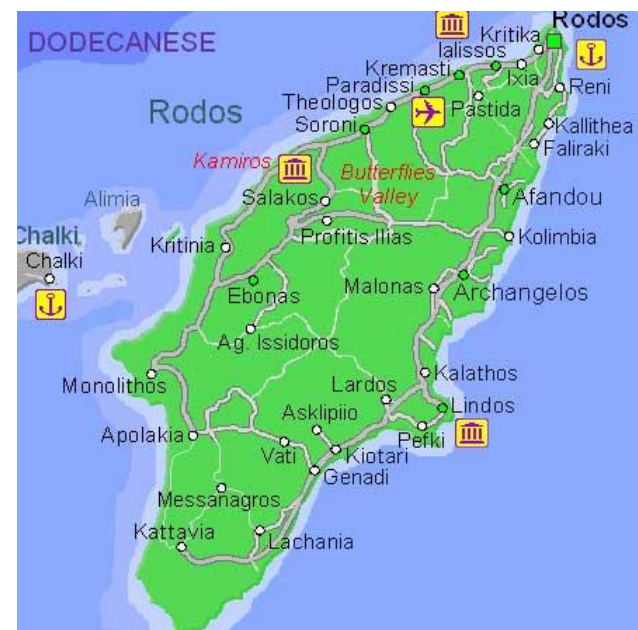 Rodos
DODECANESE
Kritika
Ialissos
Kremasti
Ixia
Paradissi
Reni
Theologos
Pastida
Rodos
Soroni
Kallithea
Faliraki
Kamiros
Butterflies
Valley
Alimia
Salakos
Afandou
Chalki
Kritinia
Profitis Ilias
Kolimbia
Chalki
Ebonas
Malonas
Archangelos
Ag. Issidoros
Monolithos
Lardos
Kalathos
Asklipiio
Lindos
Apolakia
Pefki
Vati
Kiotari
Genadi
Messanagros
Kattavia
Lachania